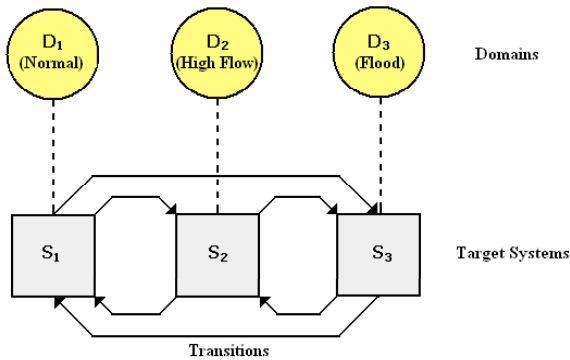 D₁
(Normal)
D₂
(High Flow)
D₃
(Flood)
Domains
S₁
S₂
S₃
Target Systems
Transitions